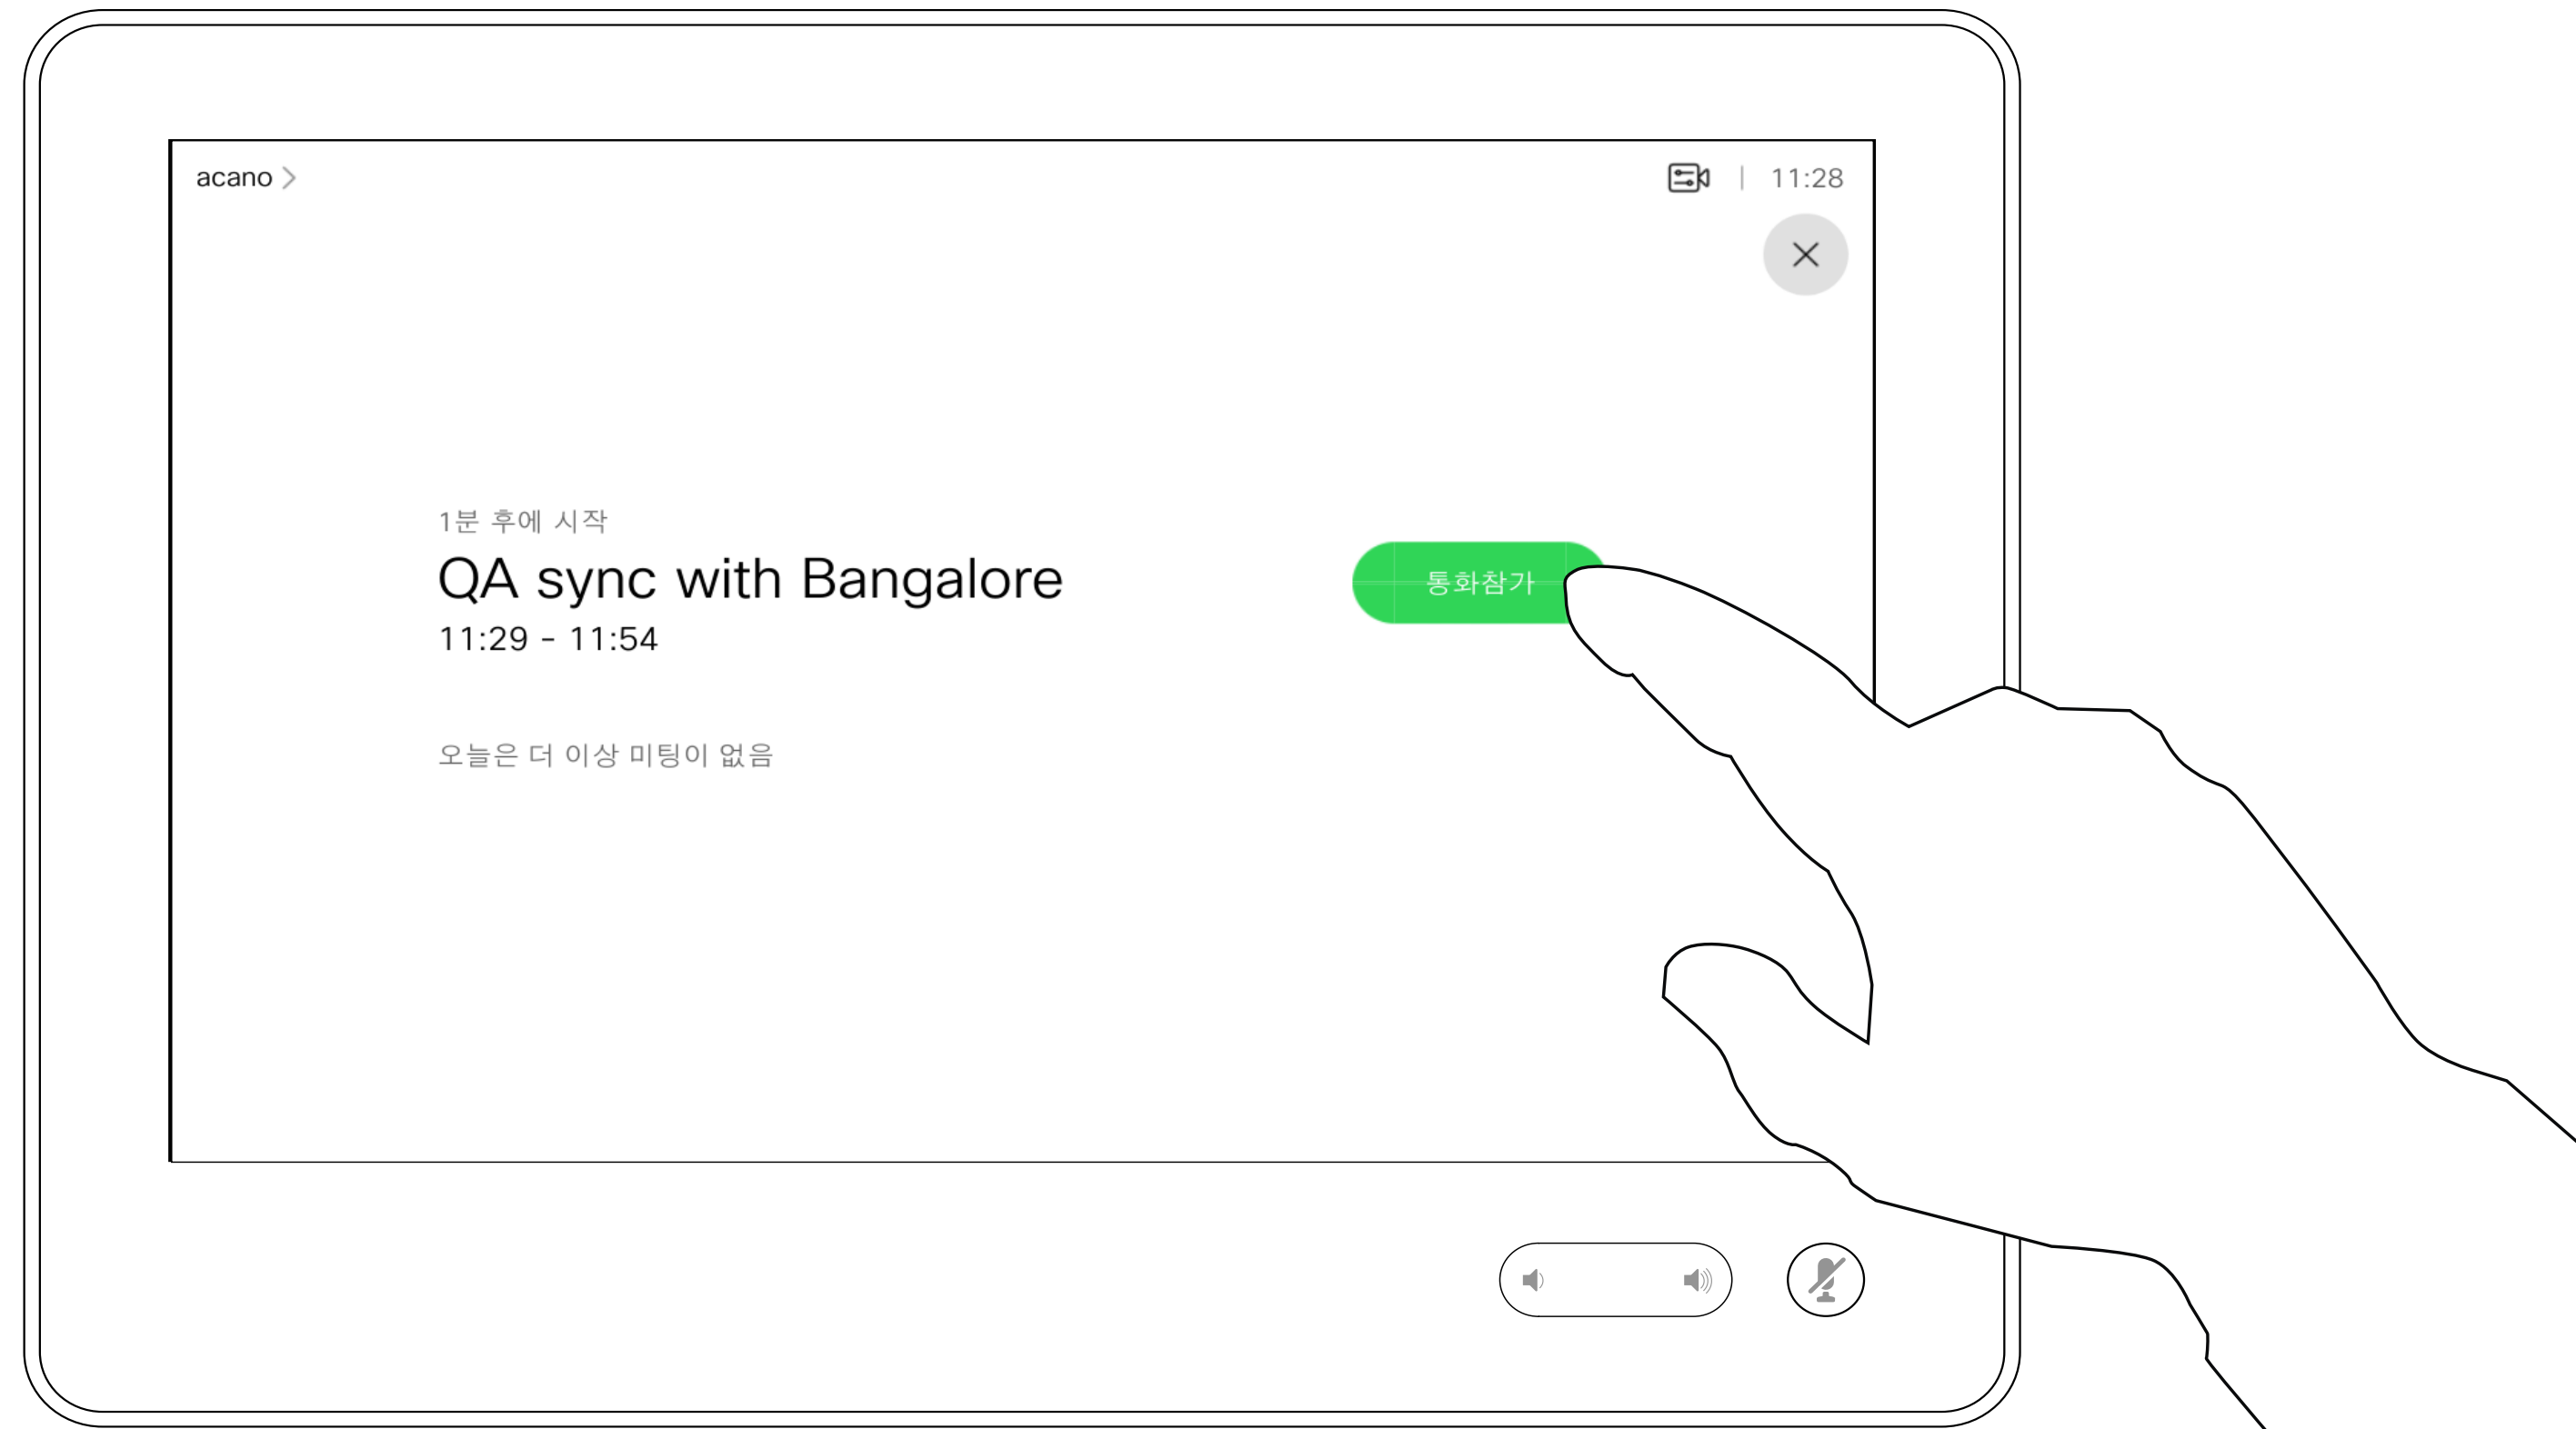 acano
11:28
1분 후에 시작
QA sync with Bangalore
11:29 - 11:54
통화참가
오늘은 더 이상 미팅이 없음